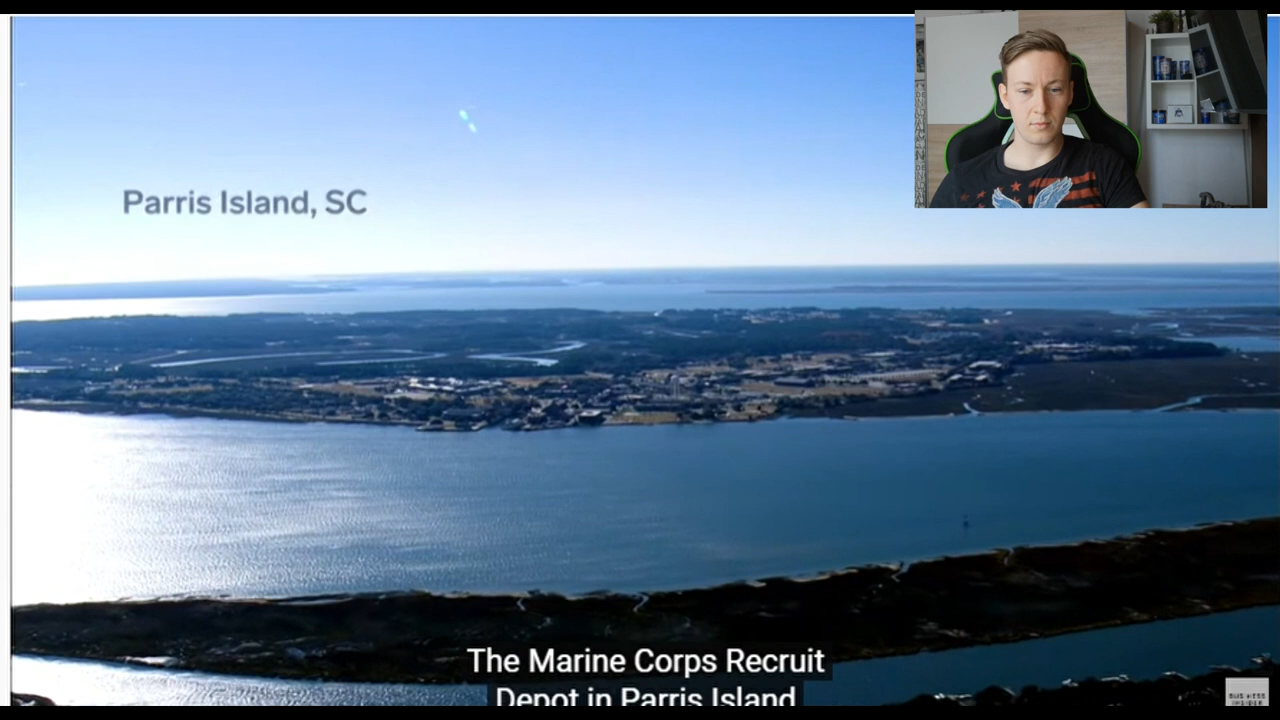 Parris Island, SC
The Marine Corps Recruit
Depot in Parris Island